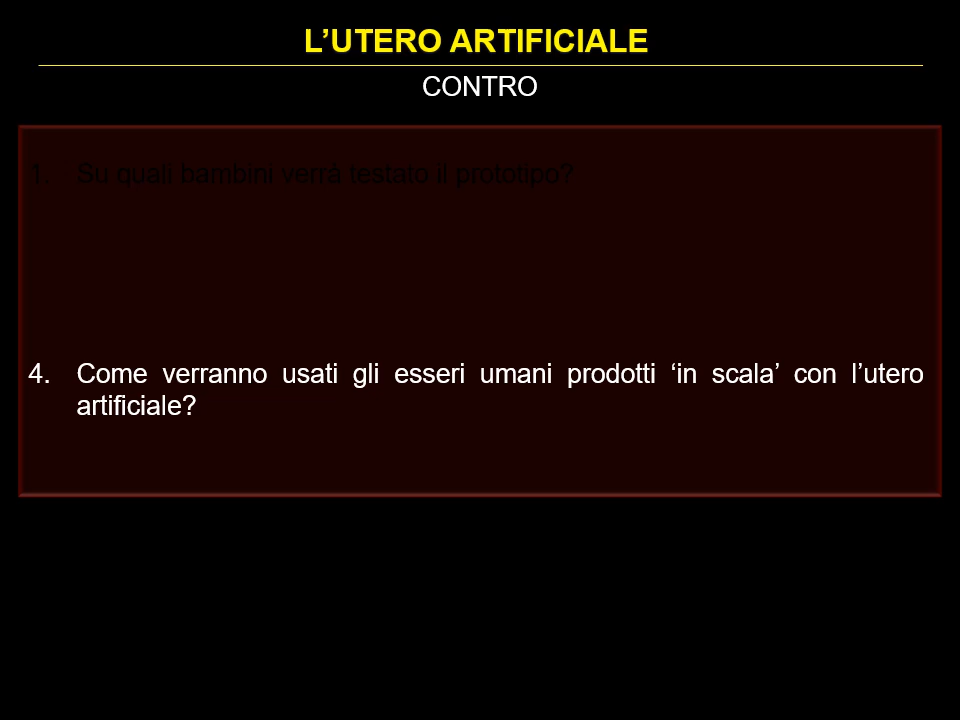 L’UTERO ARTIFICIALE
CONTRO
1. Su quali bambini verrà testato il prototipo?
4. Come verranno usati gli esseri umani prodotti ‘in scala’ con l’utero
artificiale?